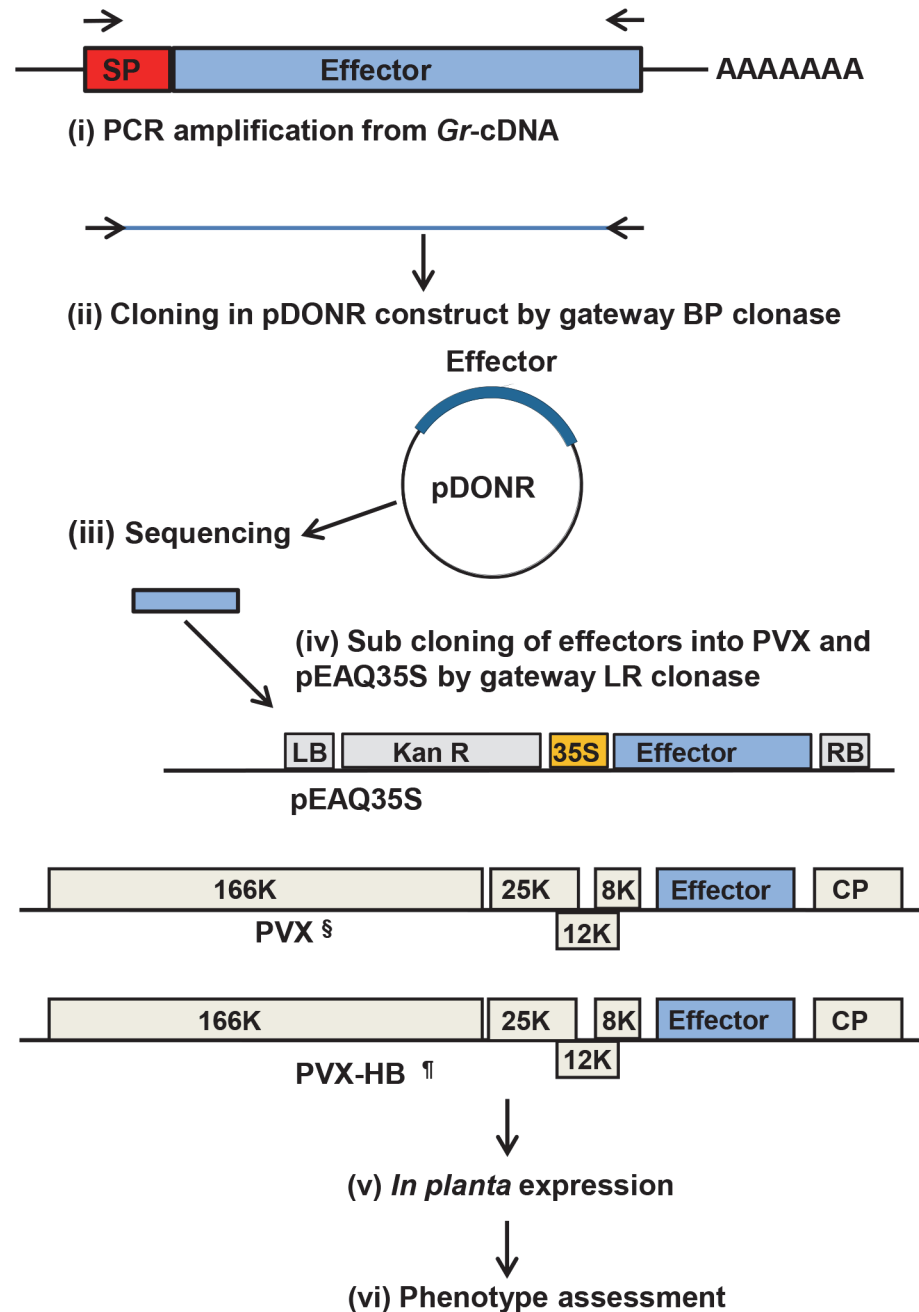 SP Effector AAAAAAA
(i) PCR amplification from Gr-cDNA
(ii) Cloning in pDONR construct by gateway BP clonase
Effector
pDONR
(iii) Sequencing
(iv) Sub cloning of effectors into PVX and
pEAQ35S by gateway LR clonase
LB Kan R 35S Effector RB
pEAQ35S
166K 25K 8K Effector CP
PVX § 12K
166K 25K 8K Effector CP
PVX-HB ¶ 12K
(v) In planta expression
(vi) Phenotype assessment